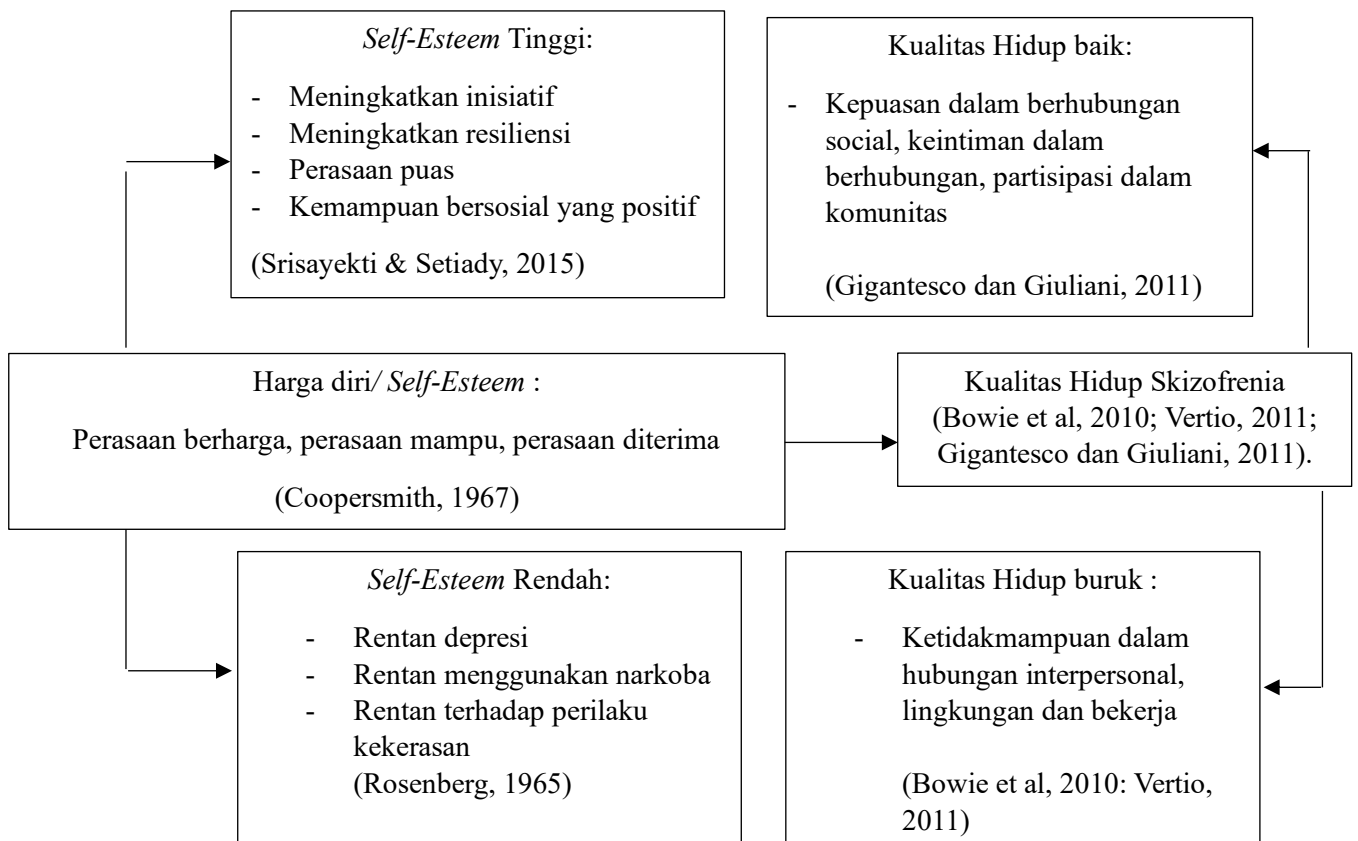 Self-Esteem Tinggi:
- Meningkatkan inisiatif
- Meningkatkan resiliensi
- Perasaan puas
- Kemampuan bersosial yang positif
(Srisayekti & Setiady, 2015)
Kualitas Hidup baik:
- Kepuasan dalam berhubungan
social, keintiman dalam
berhubungan, partisipasi dalam
komunitas
(Gigantesco dan Giuliani, 2011)
Harga diri/ Self-Esteem :
Perasaan berharga, perasaan mampu, perasaan diterima
(Coopersmith, 1967)
Kualitas Hidup Skizofrenia
(Bowie et al, 2010; Vertio, 2011;
Gigantesco dan Giuliani, 2011).
Self-Esteem Rendah:
- Rentan depresi
- Rentan menggunakan narkoba
- Rentan terhadap perilaku
kekerasan
(Rosenberg, 1965)
Kualitas Hidup buruk :
- Ketidakmampuan dalam
hubungan interpersonal,
lingkungan dan bekerja
(Bowie et al, 2010: Vertio,
2011)